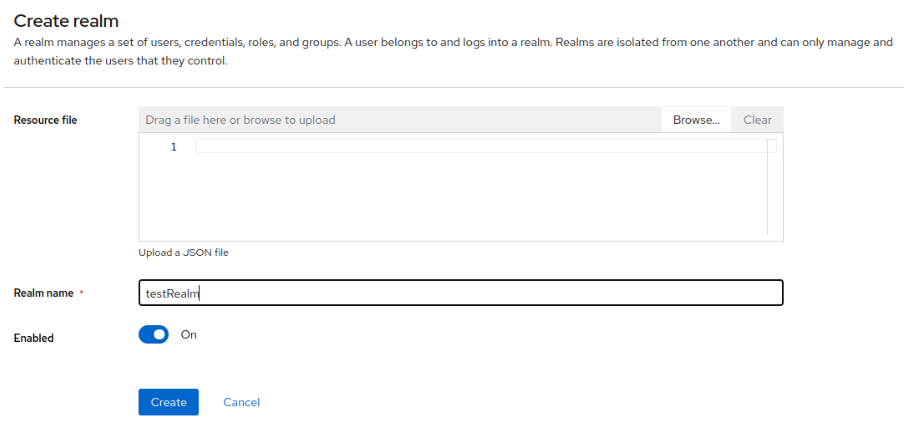 Create realm
A realm manages a set of users, credentials, roles, and groups. A user belongs to and logs into a realm. Realms are isolated from one another and can only manage and
authenticate the users that they control.
Resource file
Drag a file here or browse to upload
Browse...
Clear
1
Upload a JSON file
Realm name *
testRealm
Enabled
On
Create
Cancel